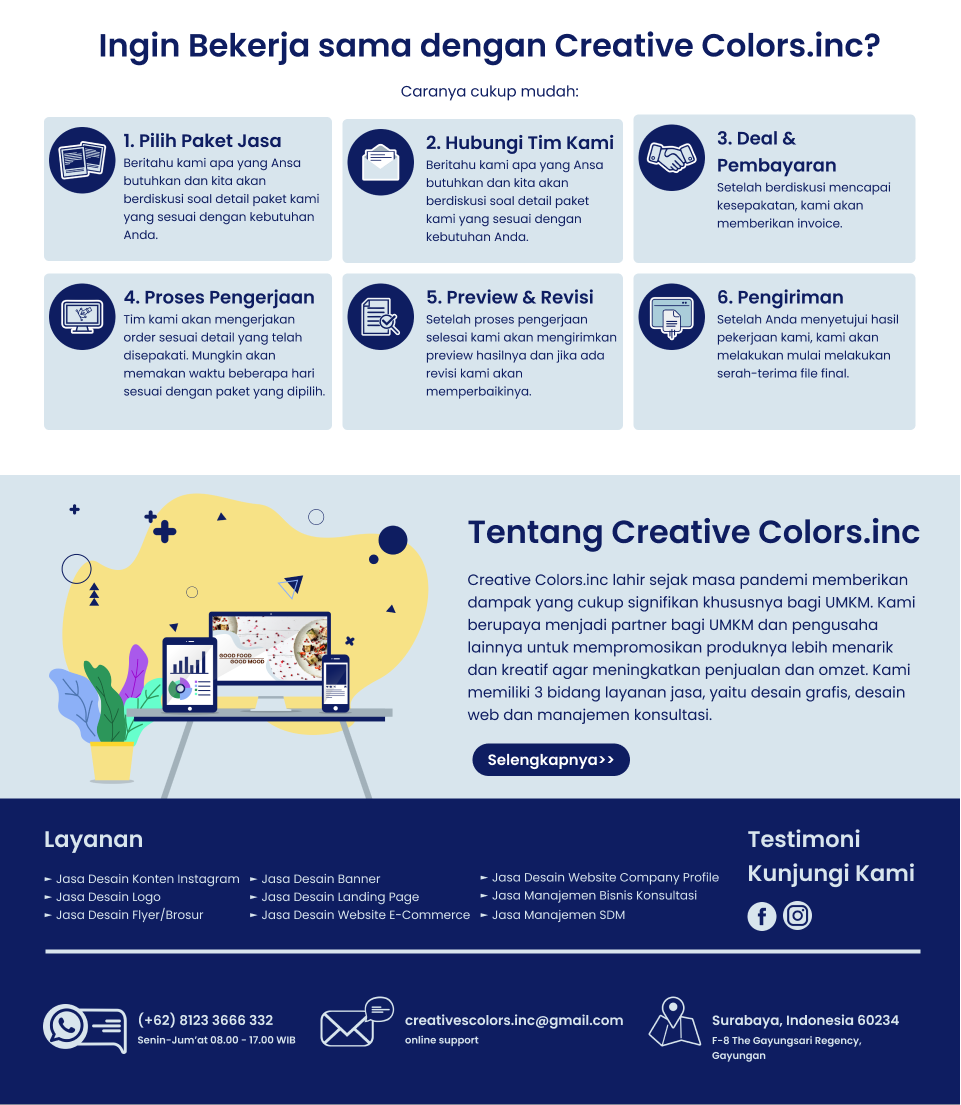 Ingin Bekerja sama dengan Creative Colors.inc?
Caranya cukup mudah:
1. Pilih Paket Jasa
Beritahu kami apa yang Ansa
butuhkan dan kita akan
berdiskusi soal detail paket kami
yang sesuai dengan kebutuhan
Anda.
2. Hubungi Tim Kami
Beritahu kami apa yang Ansa
butuhkan dan kita akan
berdiskusi soal detail paket
kami yang sesuai dengan
kebutuhan Anda.
3. Deal &
Pembayaran
Setelah berdiskusi mencapai
kesepakatan, kami akan
memberikan invoice.
4. Proses Pengerjaan
Tim kami akan mengerjakan
order sesuai detail yang telah
disepakati. Mungkin akan
memakan waktu beberapa hari
sesuai dengan paket yang dipilih.
5. Preview & Revisi
Setelah proses pengerjaan
selesai kami akan mengirimkan
preview hasilnya dan jika ada
revisi kami akan
memperbaikinya.
6. Pengiriman
Setelah Anda menyetujui hasil
pekerjaan kami, kami akan
melakukan mulai melakukan
serah-terima file final.
GOOD FOOD
GOOD MOOD
Tentang Creative Colors.inc
Creative Colors.inc lahir sejak masa pandemi memberikan
dampak yang cukup signifikan khususnya bagi UMKM. Kami
berupaya menjadi partner bagi UMKM dan pengusaha
lainnya untuk mempromosikan produknya lebih menarik
dan kreatif agar meningkatkan penjualan dan omzet. Kami
memiliki 3 bidang layanan jasa, yaitu desain grafis, desain
web dan manajemen konsultasi.
Selengkapnya>>
Layanan
► Jasa Desain Konten Instagram
► Jasa Desain Logo
► Jasa Desain Flyer/Brosur
► Jasa Desain Banner
► Jasa Desain Landing Page
► Jasa Desain Website E-Commerce
► Jasa Desain Website Company Profile
► Jasa Manajemen Bisnis Konsultasi
► Jasa Manajemen SDM
Testimoni
Kunjungi Kami
(+62) 8123 3666 332
Senin-Jum'at 08.00 - 17.00 WIB
creativescolors.inc@gmail.com
online support
Surabaya, Indonesia 60234
F-8 The Gayungsari Regency,
Gayungan